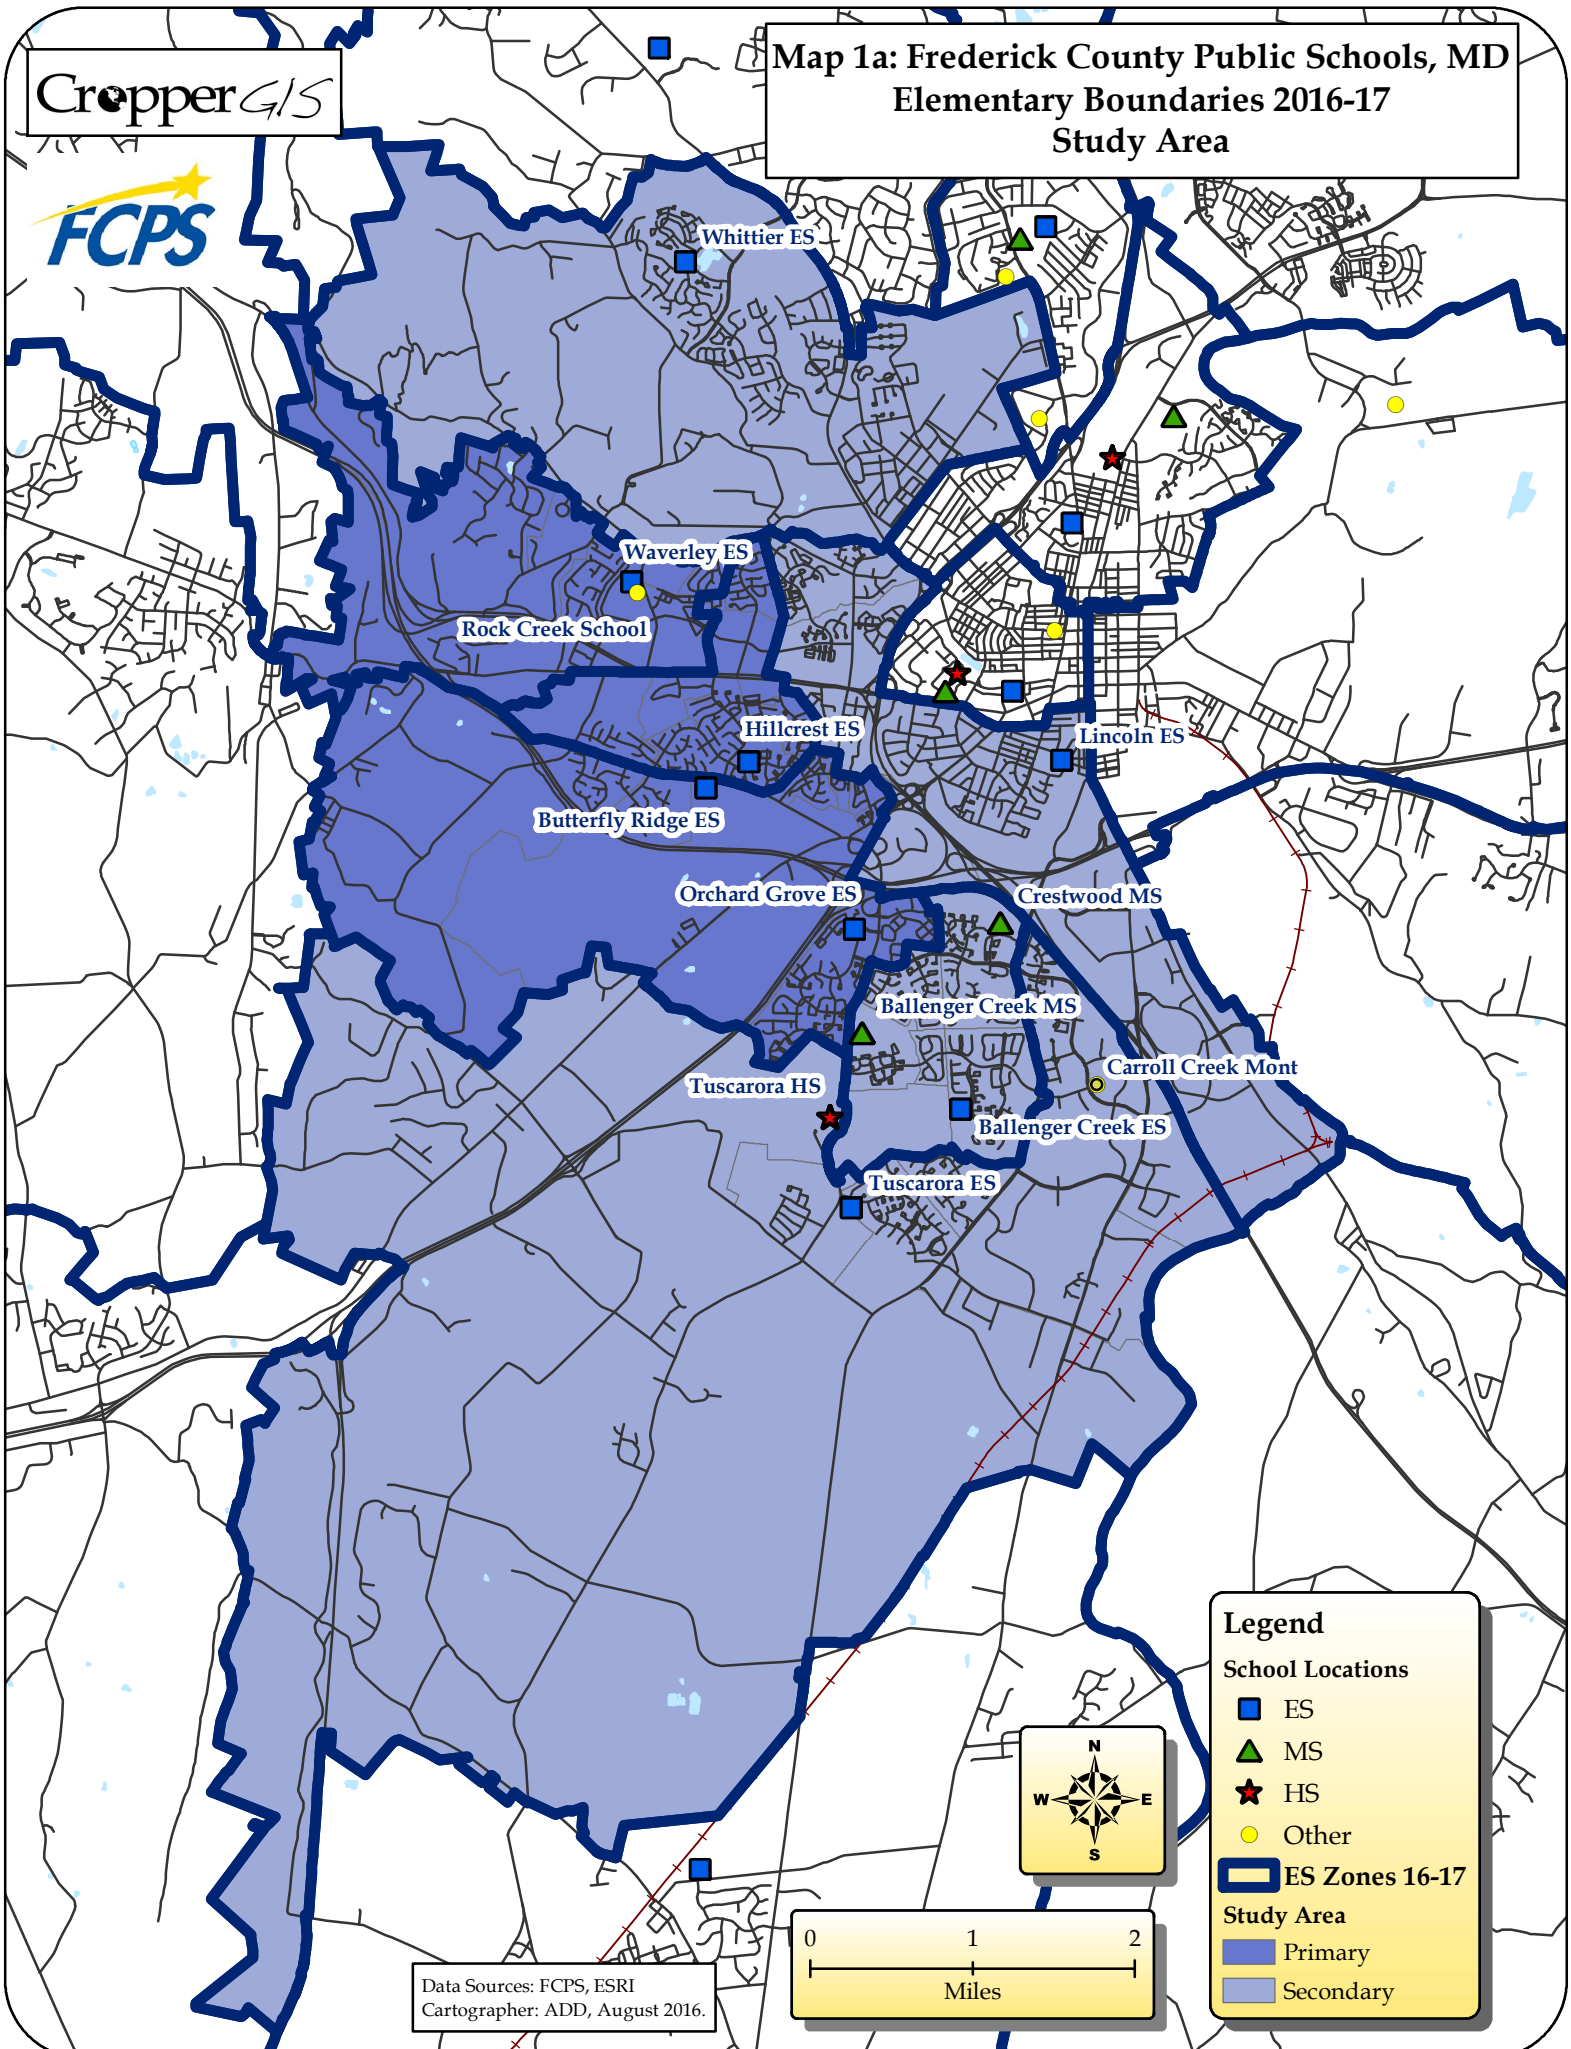 Cropper GIS
Map 1a: Frederick County Public Schools, MD
Elementary Boundaries 2016-17
Study Area
FCPS
Whittier ES
Waverley ES
Rock Creek School
Hillcrest ES
Lincoln ES
Butterfly Ridge ES
Orchard Grove ES
Crestwood MS
Ballenger Creek MS
Carroll Creek Mont
Tuscarora HS
Ballenger Creek ES
Tuscarora ES
Legend
School Locations
ES
MS
HS
Other
ES Zones 16-17
Study Area
Primary
Secondary
N
W E
S
0 1 2
Miles
Data Sources: FCPS, ESRI
Cartographer: ADD, August 2016.